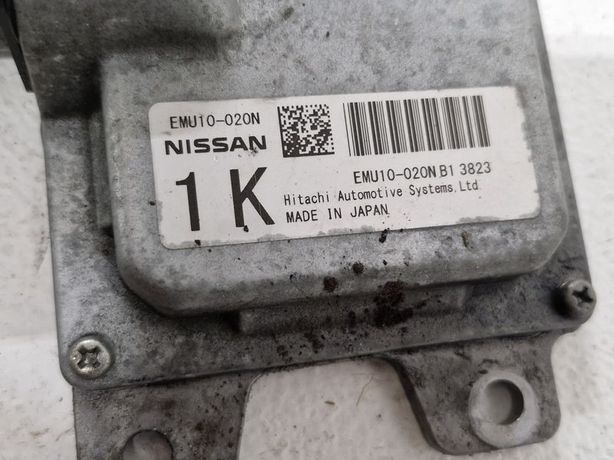 EMU10-020N
NISSAN
1K
EMU10-020N B1 3823
Hitachi Automotive Systems,Ltd
MADE IN JAPAN